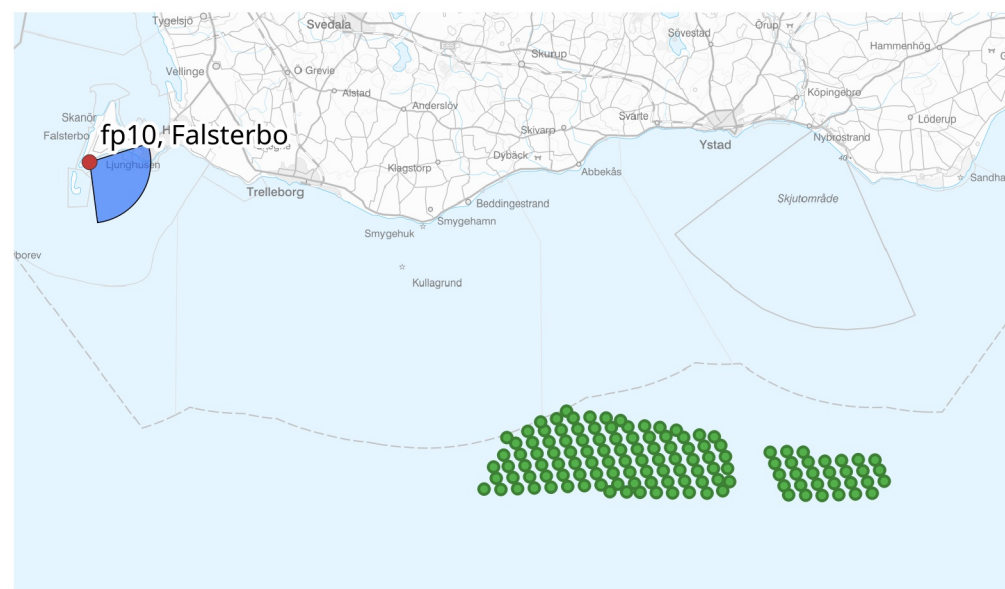 Tygelsjö
Svedala
Örup
Sövestad
Hammenhög
Skurup
Vellinge
Grevie
Alstad
Köpingebro
Anderslöv
Skanör
Svarte
Löderup
fp10, Falsterbo
Falsterbo
Skivarp
Nybrostrand
Ystad
Dybäck
Ljunghusen
Klagstorp
Abbekås
Sandha
Trelleborg
Skjutområde
Beddingestrand
Smygehamn
Smygehuk
borev
Kullagrund